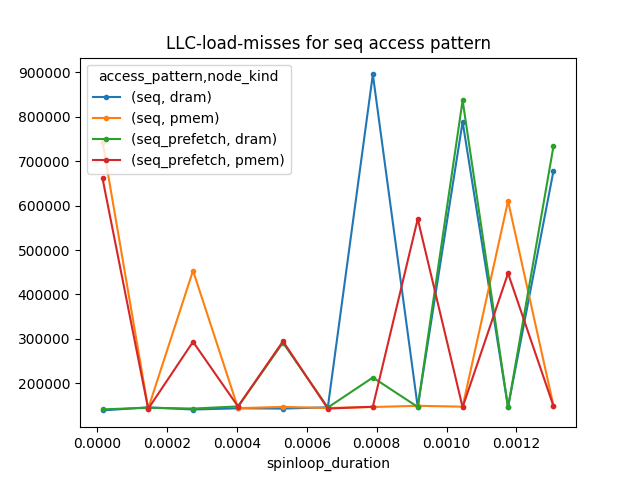 LLC-load-misses for seq access pattern
access_pattern,node_kind
(seq, dram)
(seq, pmem)
(seq_prefetch, dram)
(seq_prefetch, pmem)
900000
800000
700000
600000
500000
400000
300000
200000
0.0000 0.0002 0.0004 0.0006 0.0008 0.0010 0.0012
spinloop_duration